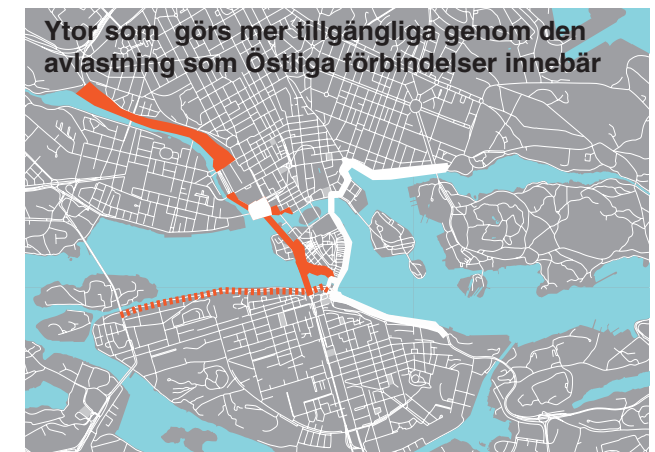 Ytor som görs mer tillgängliga genom den
avlastning som Östliga förbindelser innebär